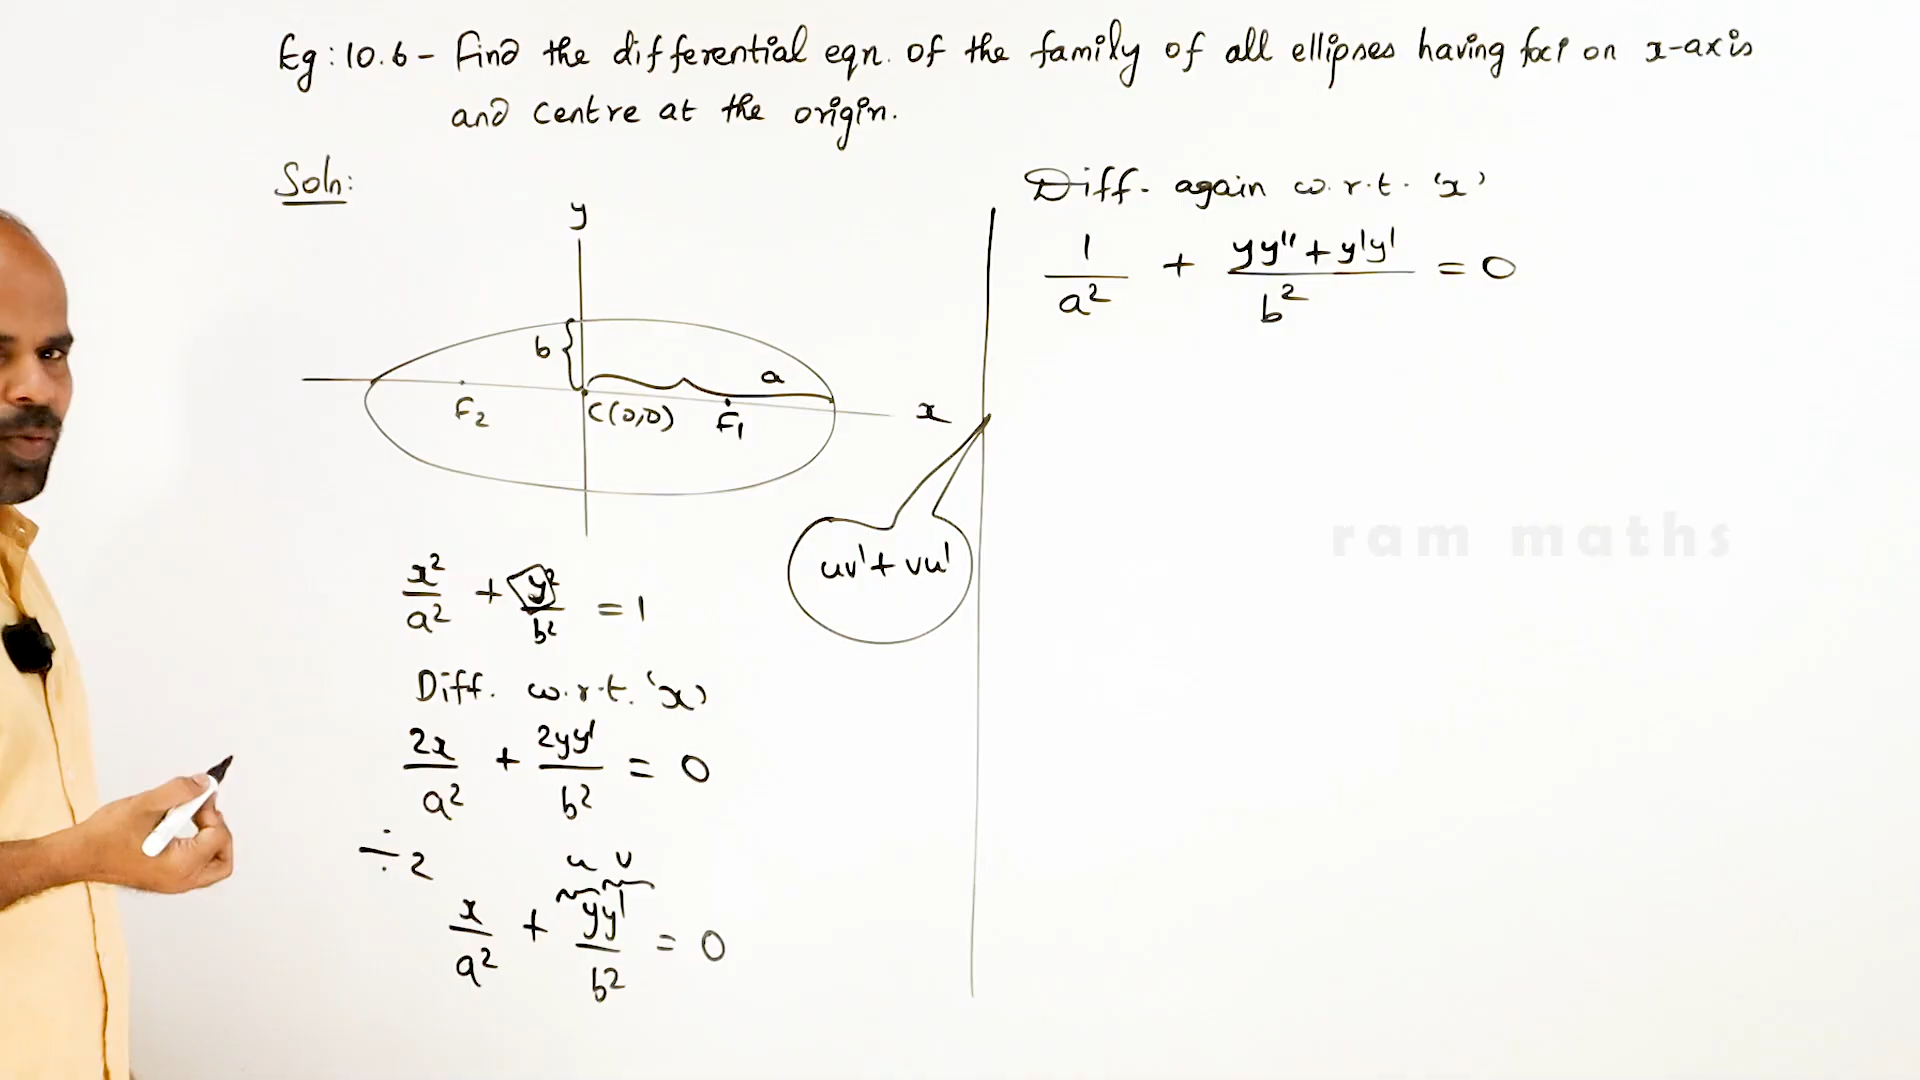 Eg: 10.6 - Find the differential eqn. of the family of all ellipses having foci on x-axis
and centre at the origin.
Soln:
y
b
a
F₂
C(0,0)
F₁
x
x²/a² + y²/b² = 1
Diff. w.r.t. 'x'
2x/a² + 2yy'/b² = 0
÷2
u v
x/a² + yy'/b² = 0
uv' + vu'
Diff. again w.r.t. 'x'
1/a² + (yy'' + y'y')/b² = 0
ram maths